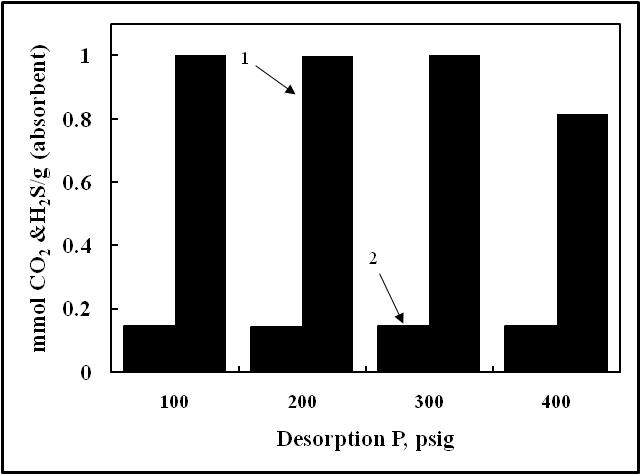 mmol CO₂ &H₂S/g (absorbent)
1
0.8
0.6
0.4
0.2
0
1
2
100 200 300 400
Desorption P, psig